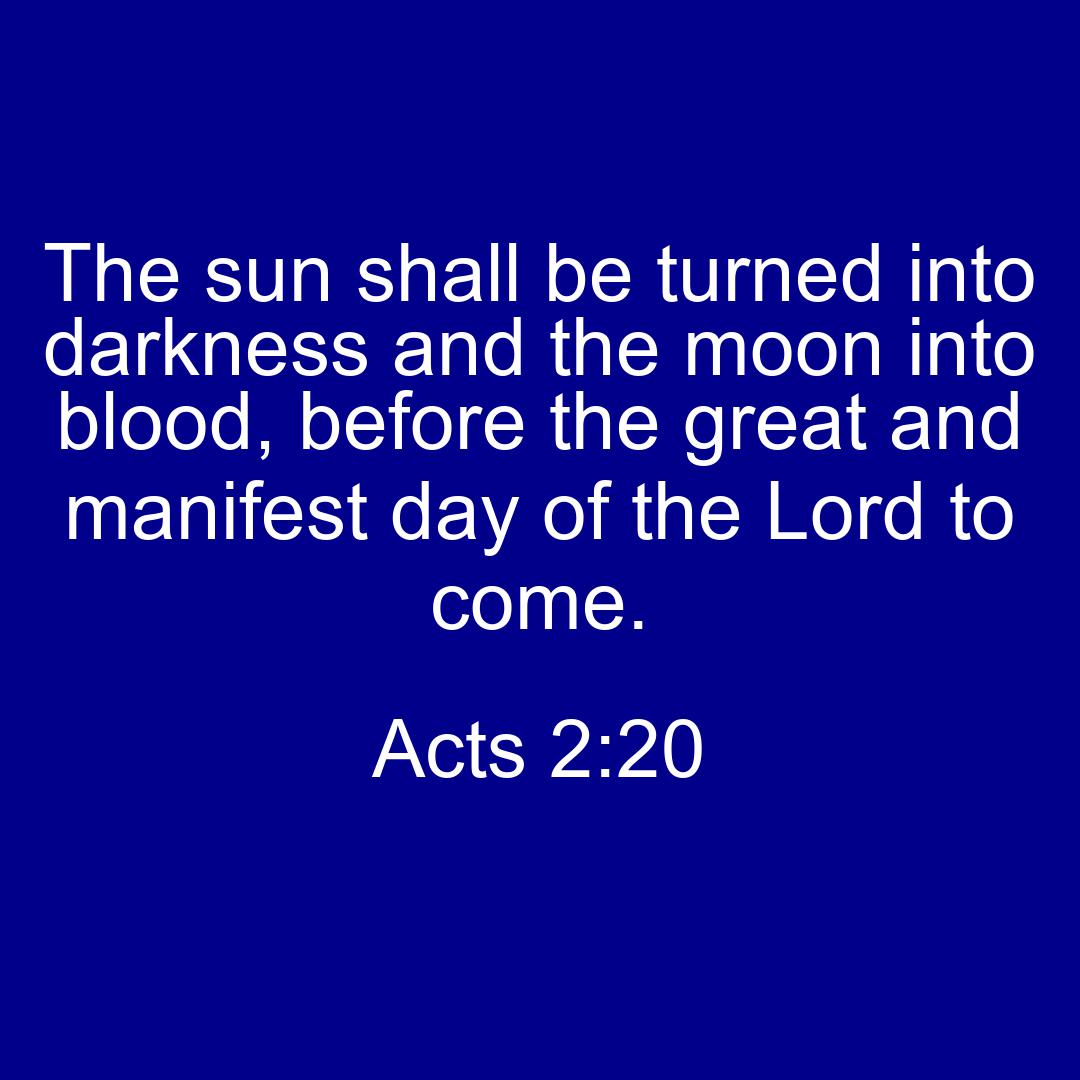 The sun shall be turned into
darkness and the moon into
blood, before the great and
manifest day of the Lord to
come.
Acts 2:20